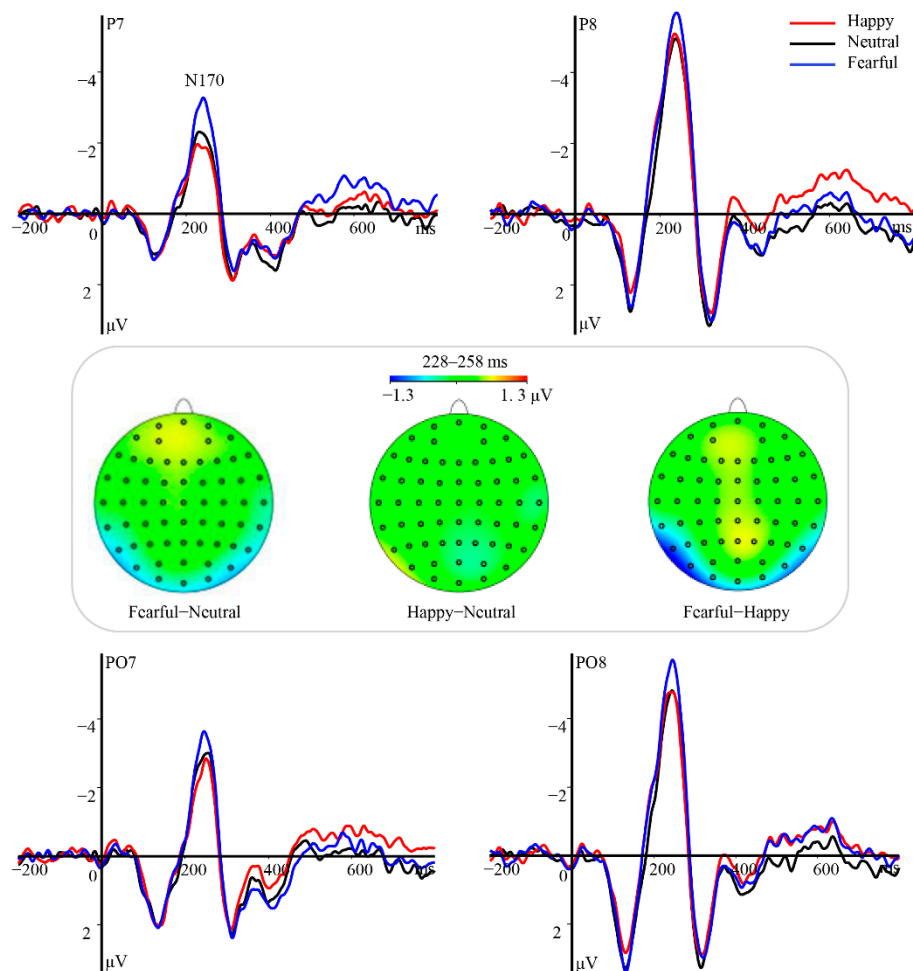 P7
P8
Happy
Neutral
Fearful
−4
−4
N170
−2
−2
−200
0
200
400
600
ms
−200
0
200
400
600
ms
2
2
μV
μV
228–258 ms
−1.3
1. 3 μV
Fearful−Neutral
Happy−Neutral
Fearful−Happy
PO7
PO8
−4
−4
−2
−2
−200
0
200
400
600
ms
−200
0
200
400
600
ms
2
2
μV
μV